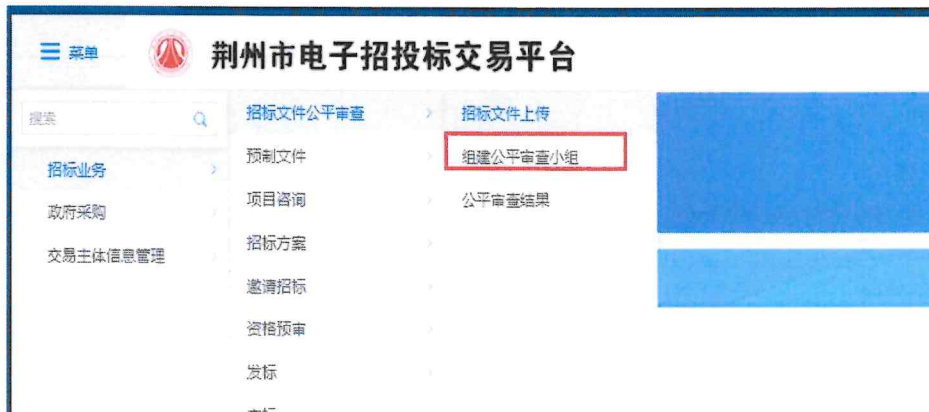 菜单
荆州市电子招投标交易平台
搜索
招标业务
政府采购
交易主体信息管理
招标文件公平审查
预制文件
项目咨询
招标方案
邀请招标
资格预审
发标
招标文件上传
组建公平审查小组
公平审查结果